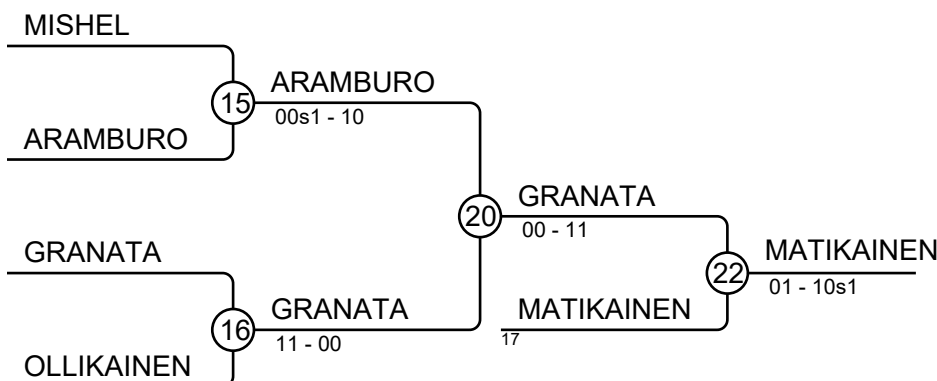 MISHEL
15
ARAMBURO
00s1 - 10
ARAMBURO
20
GRANATA
00 - 11
GRANATA
22
MATIKAINEN
01 - 10s1
16
GRANATA
11 - 00
MATIKAINEN
17
OLLIKAINEN